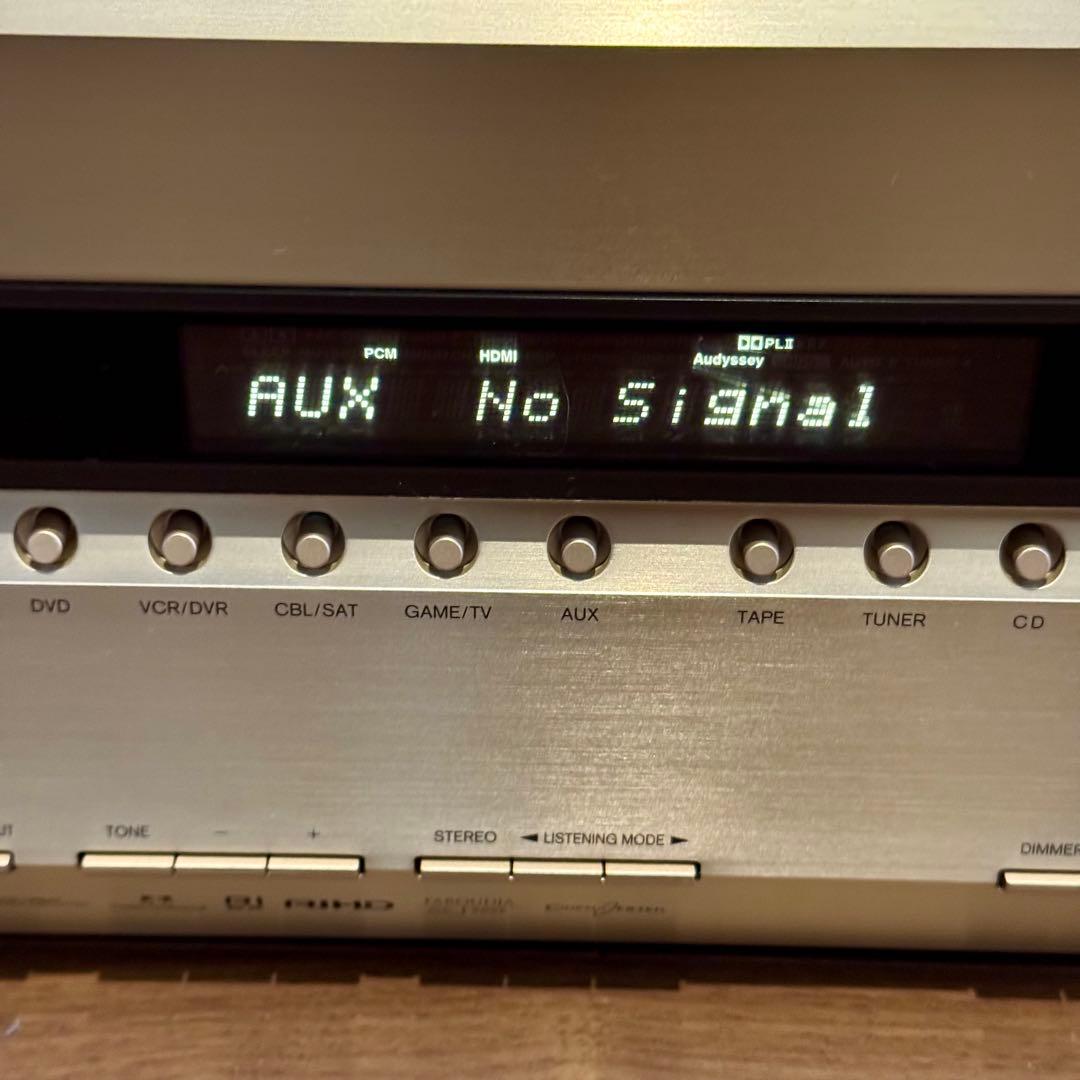 PCM HDMI PLⅡ
Audyssey
AUX No Signal
DVD VCR/DVR CBL/SAT GAME/TV AUX TAPE TUNER CD
TONE − + STEREO ◄ LISTENING MODE ► DIMMER